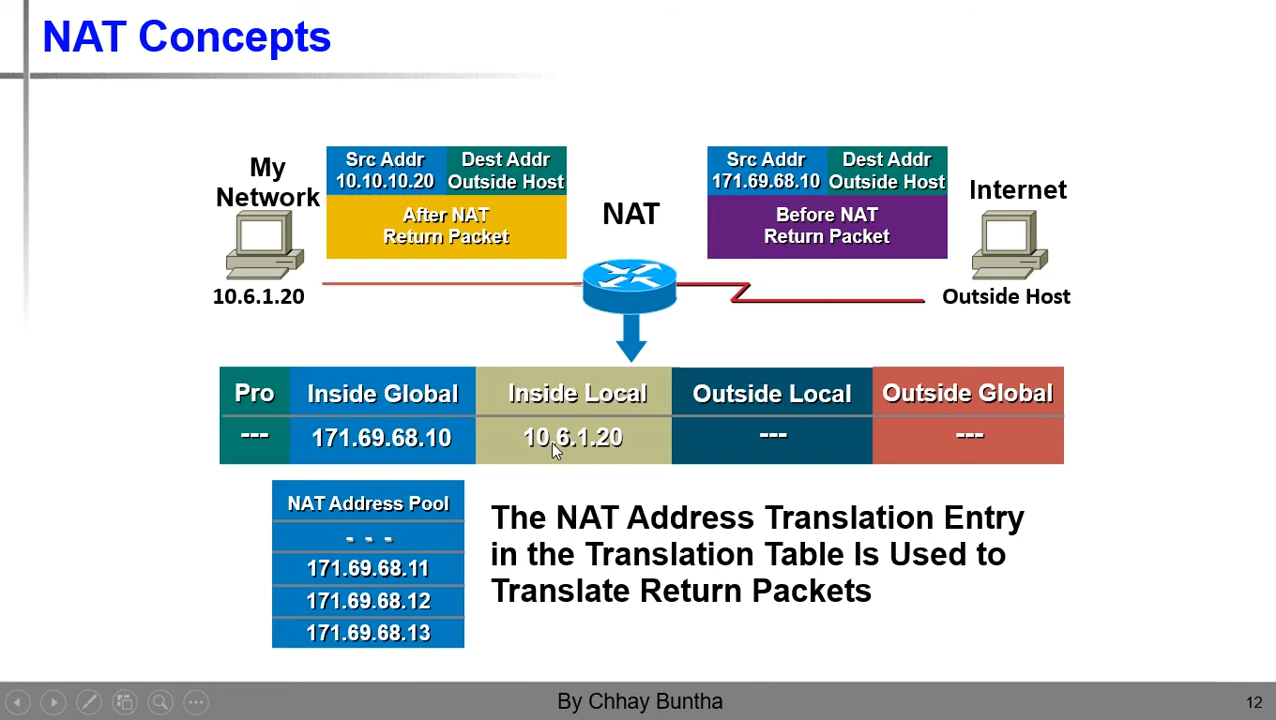 NAT Concepts
My
Network
Src Addr
10.10.10.20
Dest Addr
Outside Host
After NAT
Return Packet
NAT
Src Addr
171.69.68.10
Dest Addr
Outside Host
Before NAT
Return Packet
Internet
10.6.1.20
Outside Host
Pro
Inside Global
Inside Local
Outside Local
Outside Global
---
171.69.68.10
10.6.1.20
---
---
NAT Address Pool
- - -
171.69.68.11
171.69.68.12
171.69.68.13
The NAT Address Translation Entry
in the Translation Table Is Used to
Translate Return Packets
By Chhay Buntha
12